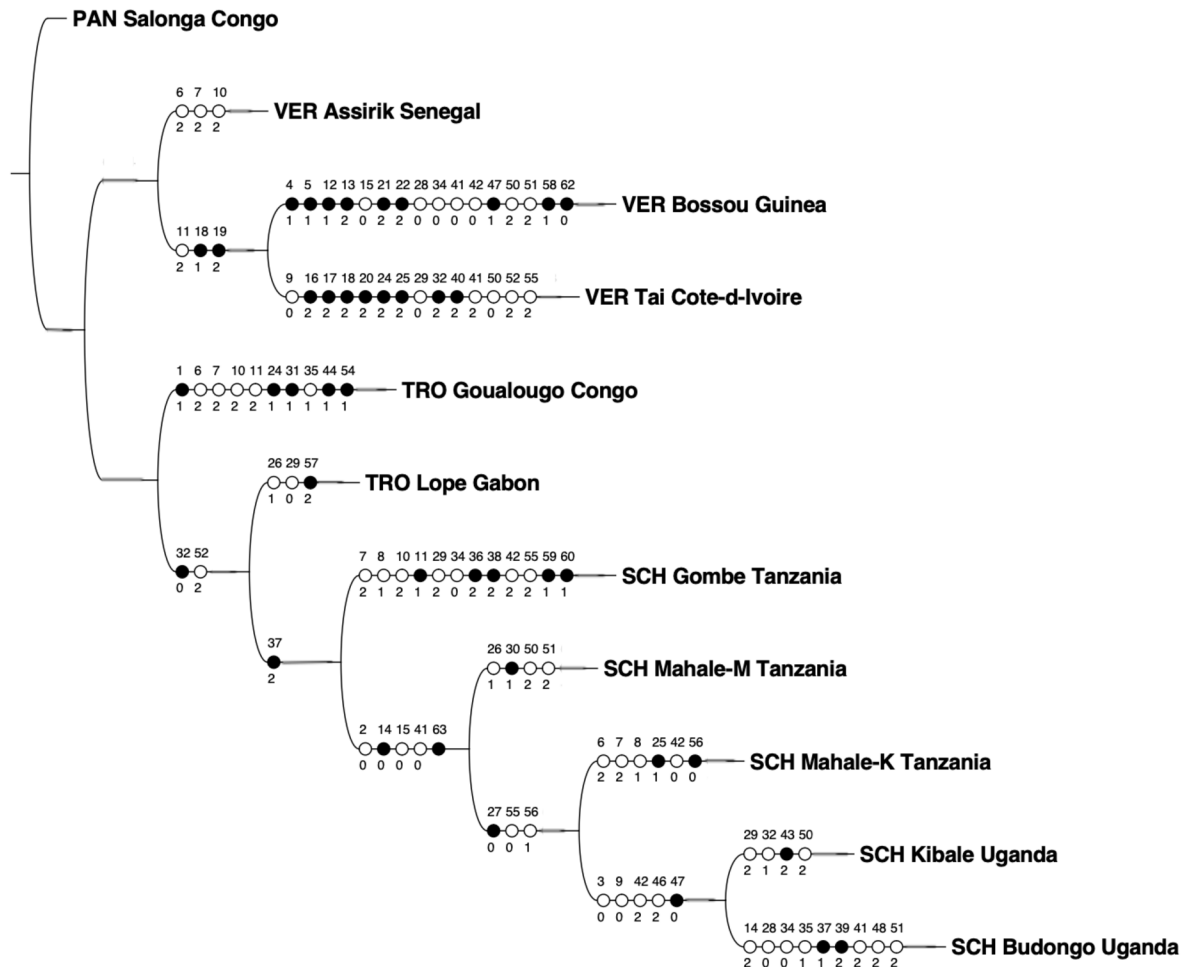 PAN Salonga Congo
6 7 10
VER Assirik Senegal
2 2 2
4 5 12 13 15 21 22 28 34 41 42 47 50 51 58 62
VER Bossou Guinea
1 1 1 2 0 2 2 0 0 0 0 1 2 2 1 0
11 18 19
2 1 2
9 16 17 18 20 24 25 29 32 40 41 50 52 55
VER Tai Cote-d-Ivoire
0 2 2 2 2 2 2 0 2 2 2 0 2 2
1 6 7 10 11 24 31 35 44 54
TRO Goualougo Congo
1 2 2 2 2 1 1 1 1 1
26 29 57
TRO Lope Gabon
1 0 2
32 52
0 2
7 8 10 11 29 34 36 38 42 55 59 60
SCH Gombe Tanzania
2 1 2 1 2 0 2 2 2 2 1 1
37
2
26 30 50 51
SCH Mahale-M Tanzania
1 1 2 2
2 14 15 41 63
0 0 0 0
6 7 8 25 42 56
SCH Mahale-K Tanzania
2 2 1 1 0 0
27 55 56
0 0 1
29 32 43 50
SCH Kibale Uganda
2 1 2 2
3 9 42 46 47
0 0 2 2 0
14 28 34 35 37 39 41 48 51
SCH Budongo Uganda
2 0 0 1 1 2 2 2 2